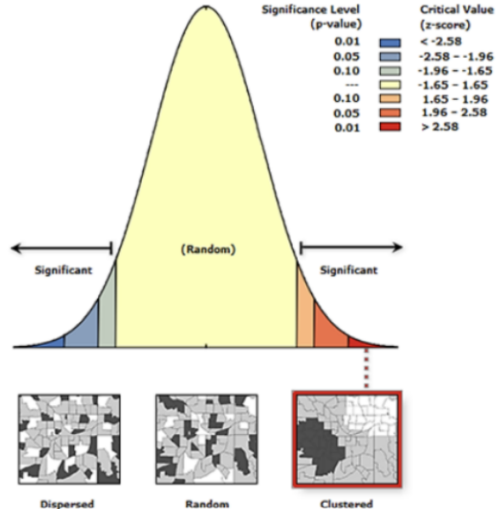 Significance Level Critical Value
(p-value) (z-score)
0.01 < -2.58
0.05 -2.58 – -1.96
0.10 -1.96 – -1.65
--- -1.65 – 1.65
0.10 1.65 – 1.96
0.05 1.96 – 2.58
0.01 > 2.58
(Random)
Significant Significant
Dispersed Random Clustered